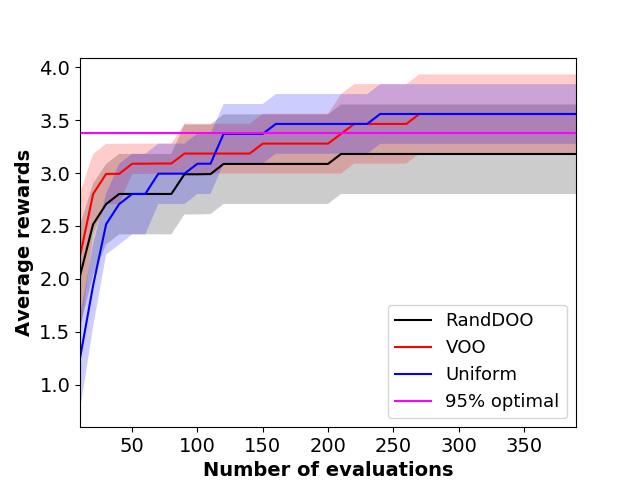 4.0
3.5
3.0
2.5
2.0
1.5
1.0
Average rewards
RandDOO
VOO
Uniform
95% optimal
50 100 150 200 250 300 350
Number of evaluations